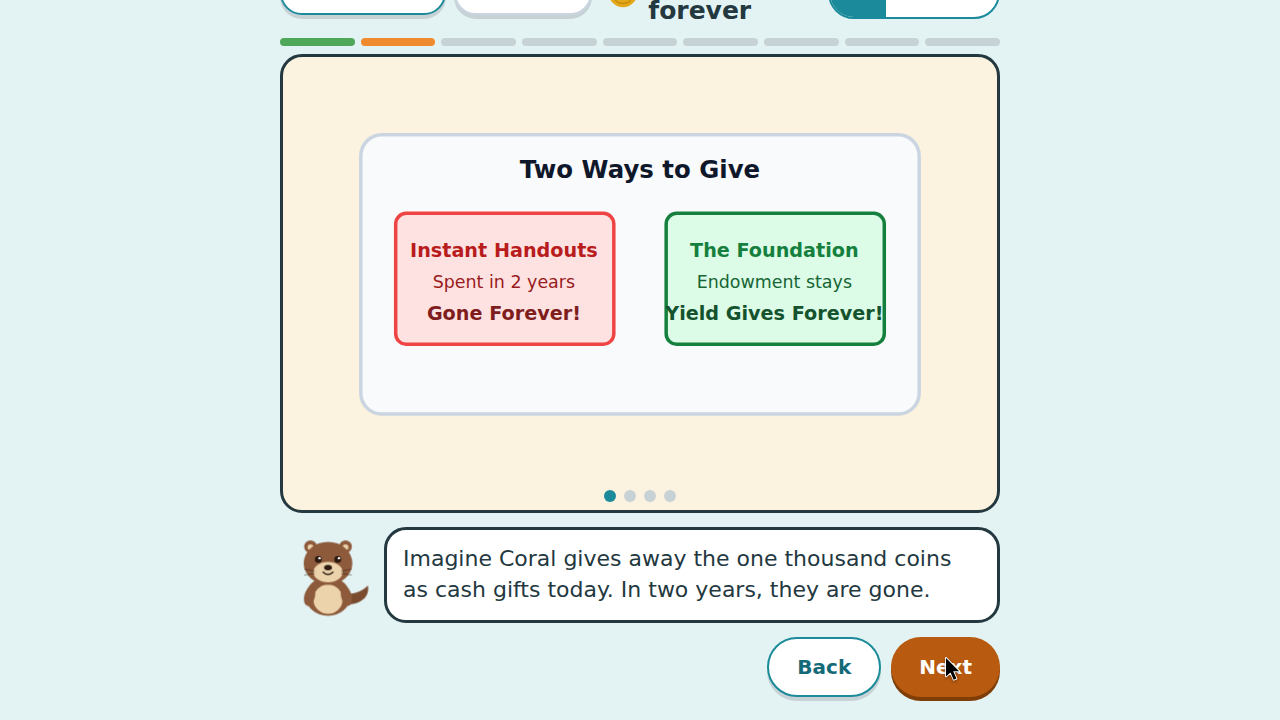 forever
Two Ways to Give
Instant Handouts
Spent in 2 years
Gone Forever!
The Foundation
Endowment stays
Yield Gives Forever!
Imagine Coral gives away the one thousand coins
as cash gifts today. In two years, they are gone.
Back
Next